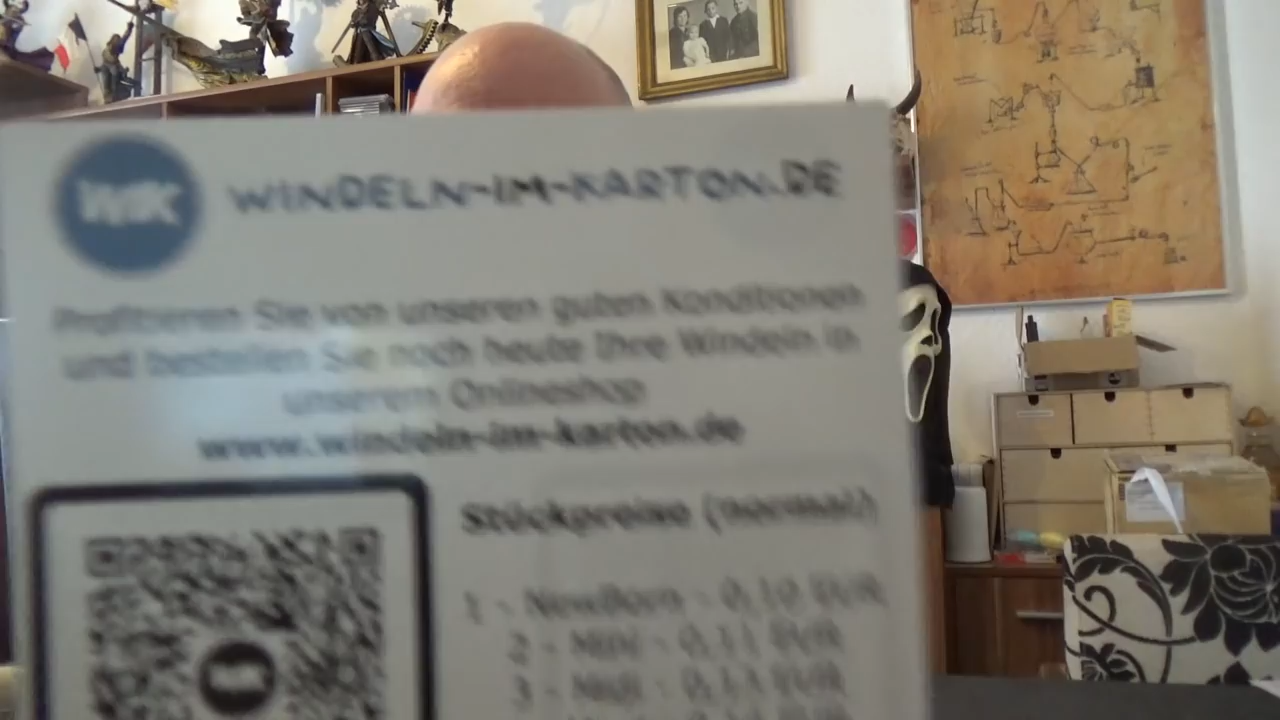 WK
WINDELN-IM-KARTON.DE
Profitieren Sie von unseren guten Konditionen
und bestellen Sie noch heute Ihre Windeln in
unserem Onlineshop
www.windeln-im-karton.de
Stückpreise (normal)
1 - NewBorn - 0,10 EUR
2 - Mini - 0,11 EUR
3 - Midi - 0,13 EUR